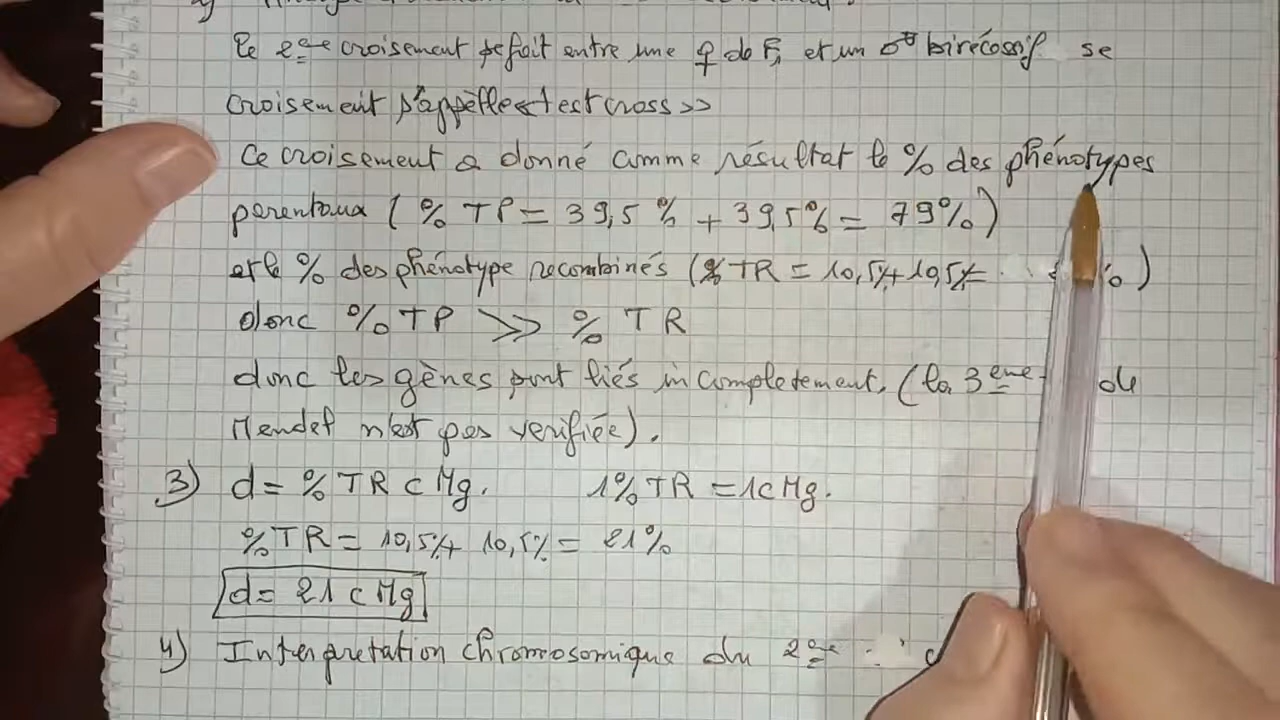 Le 2ème croisement se fait entre une ♀ de F1 et un ♂ birécessif se
croisement s'appelle « test cross >>
Ce croisement a donné comme résultat le % des phénotypes
parentaux ( % TP = 39,5 % + 39,5% = 79% )
et le % des phénotype recombinés ( % TR = 10,5% + 10,5% = %)
donc % TP >> % TR
donc les gènes sont liés incompletement, ( la 3ème de
Mendel n'est pas verifiée ).
3) d = % TR cMg. 1% TR = 1cMg.
% TR = 10,5% + 10,5% = 21%
d = 21 cMg
4) Interpretation chromosomique du 2ème